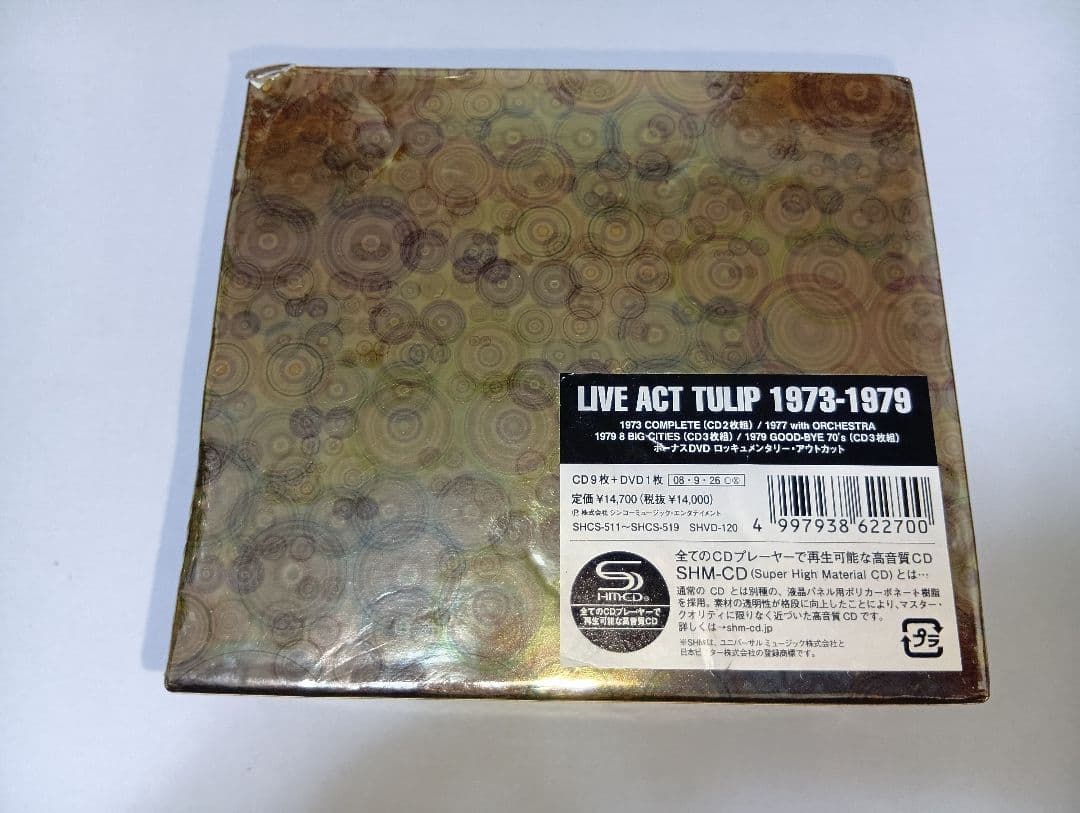 LIVE ACT TULIP 1973-1979
1973 COMPLETE (CD2枚組) / 1977 with ORCHESTRA
1979 8 BIG CITIES (CD3枚組) / 1979 GOOD-BYE 70's (CD3枚組)
ボーナスDVD ロッキュメンタリー・アウトカット
CD9枚+DVD1枚 08・9・26
定価 ¥14,700(税抜 ¥14,000)
株式会社 シンコーミュージック・エンタテイメント
SHCS-511〜SHCS-519 SHVD-120
4 997938 622700
SHM-CD
全てのCDプレーヤーで
再生可能な高音質CD
全てのCDプレーヤーで再生可能な高音質CD
SHM-CD (Super High Material CD) とは…
通常の CD とは別種の、液晶パネル用ポリカーボネート樹脂
を採用。素材の透明性が格段に向上したことにより、マスター・
クオリティに限りなく近づいた高音質CDです。
詳しくは→shm-cd.jp
※SHMは、ユニバーサル ミュージック株式会社と
日本ビクター株式会社の登録商標です。
プラ